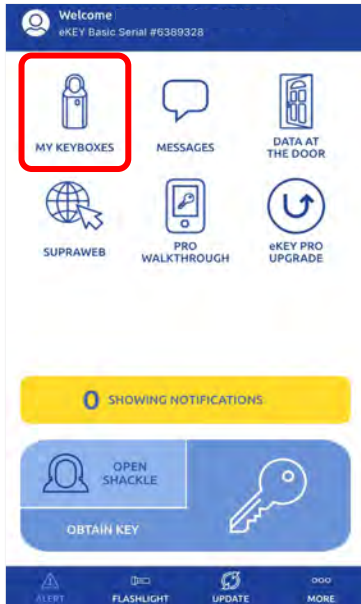 Welcome
eKEY Basic Serial #6389328
MY KEYBOXES
MESSAGES
DATA AT
THE DOOR
SUPRAWEB
PRO
WALKTHROUGH
eKEY PRO
UPGRADE
0 SHOWING NOTIFICATIONS
OPEN
SHACKLE
OBTAIN KEY
ALERT
FLASHLIGHT
UPDATE
MORE